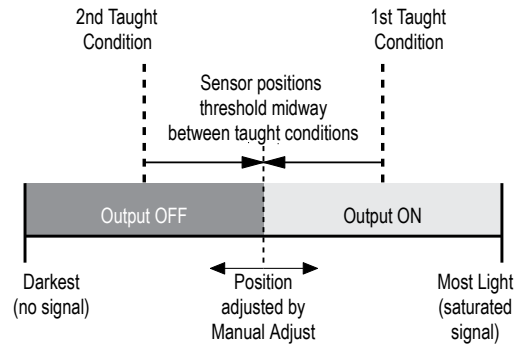 2nd Taught
Condition
1st Taught
Condition
Sensor positions
threshold midway
between taught conditions
Output OFF
Output ON
Darkest
(no signal)
Position
adjusted by
Manual Adjust
Most Light
(saturated
signal)